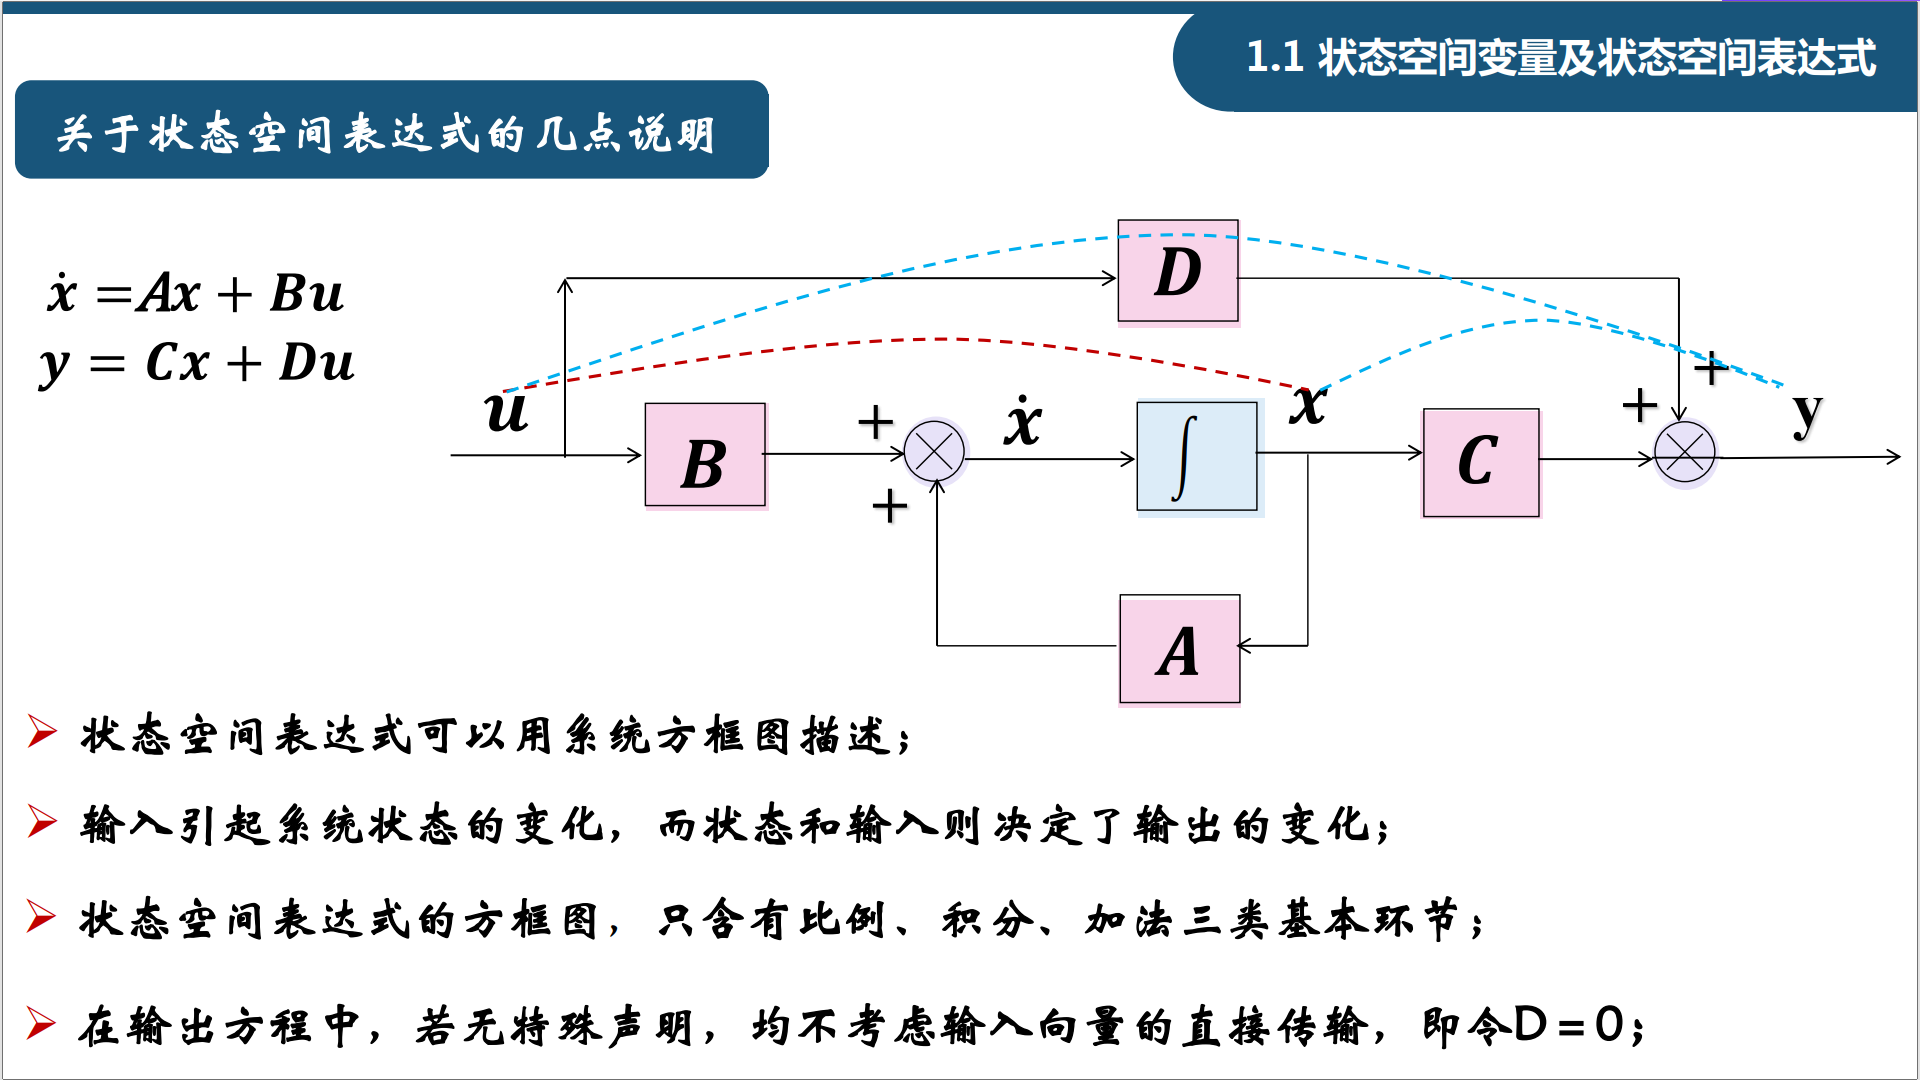 1.1 状态空间变量及状态空间表达式
关于状态空间表达式的几点说明
ẋ =Ax + Bu
y = Cx + Du
D
u
B
+
+
ẋ
∫
x
C
+
+
y
A
状态空间表达式可以用系统方框图描述；
输入引起系统状态的变化，而状态和输入则决定了输出的变化；
状态空间表达式的方框图，只含有比例、积分、加法三类基本环节；
在输出方程中，若无特殊声明，均不考虑输入向量的直接传输，即令D = 0；